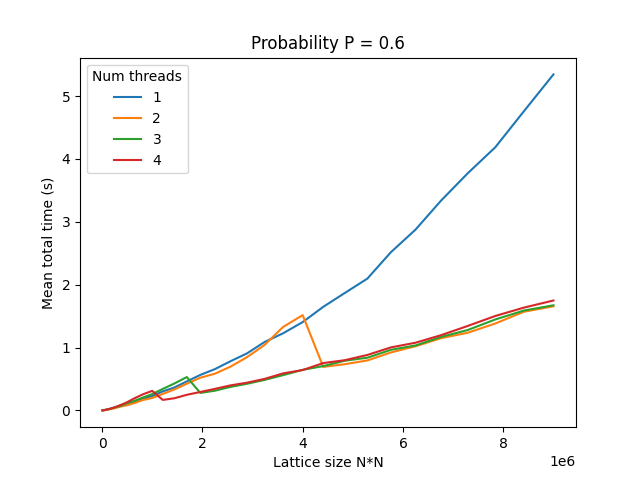 Probability P = 0.6
Num threads
1
2
3
4
Mean total time (s)
5
4
3
2
1
0
0 2 4 6 8
1e6
Lattice size N*N